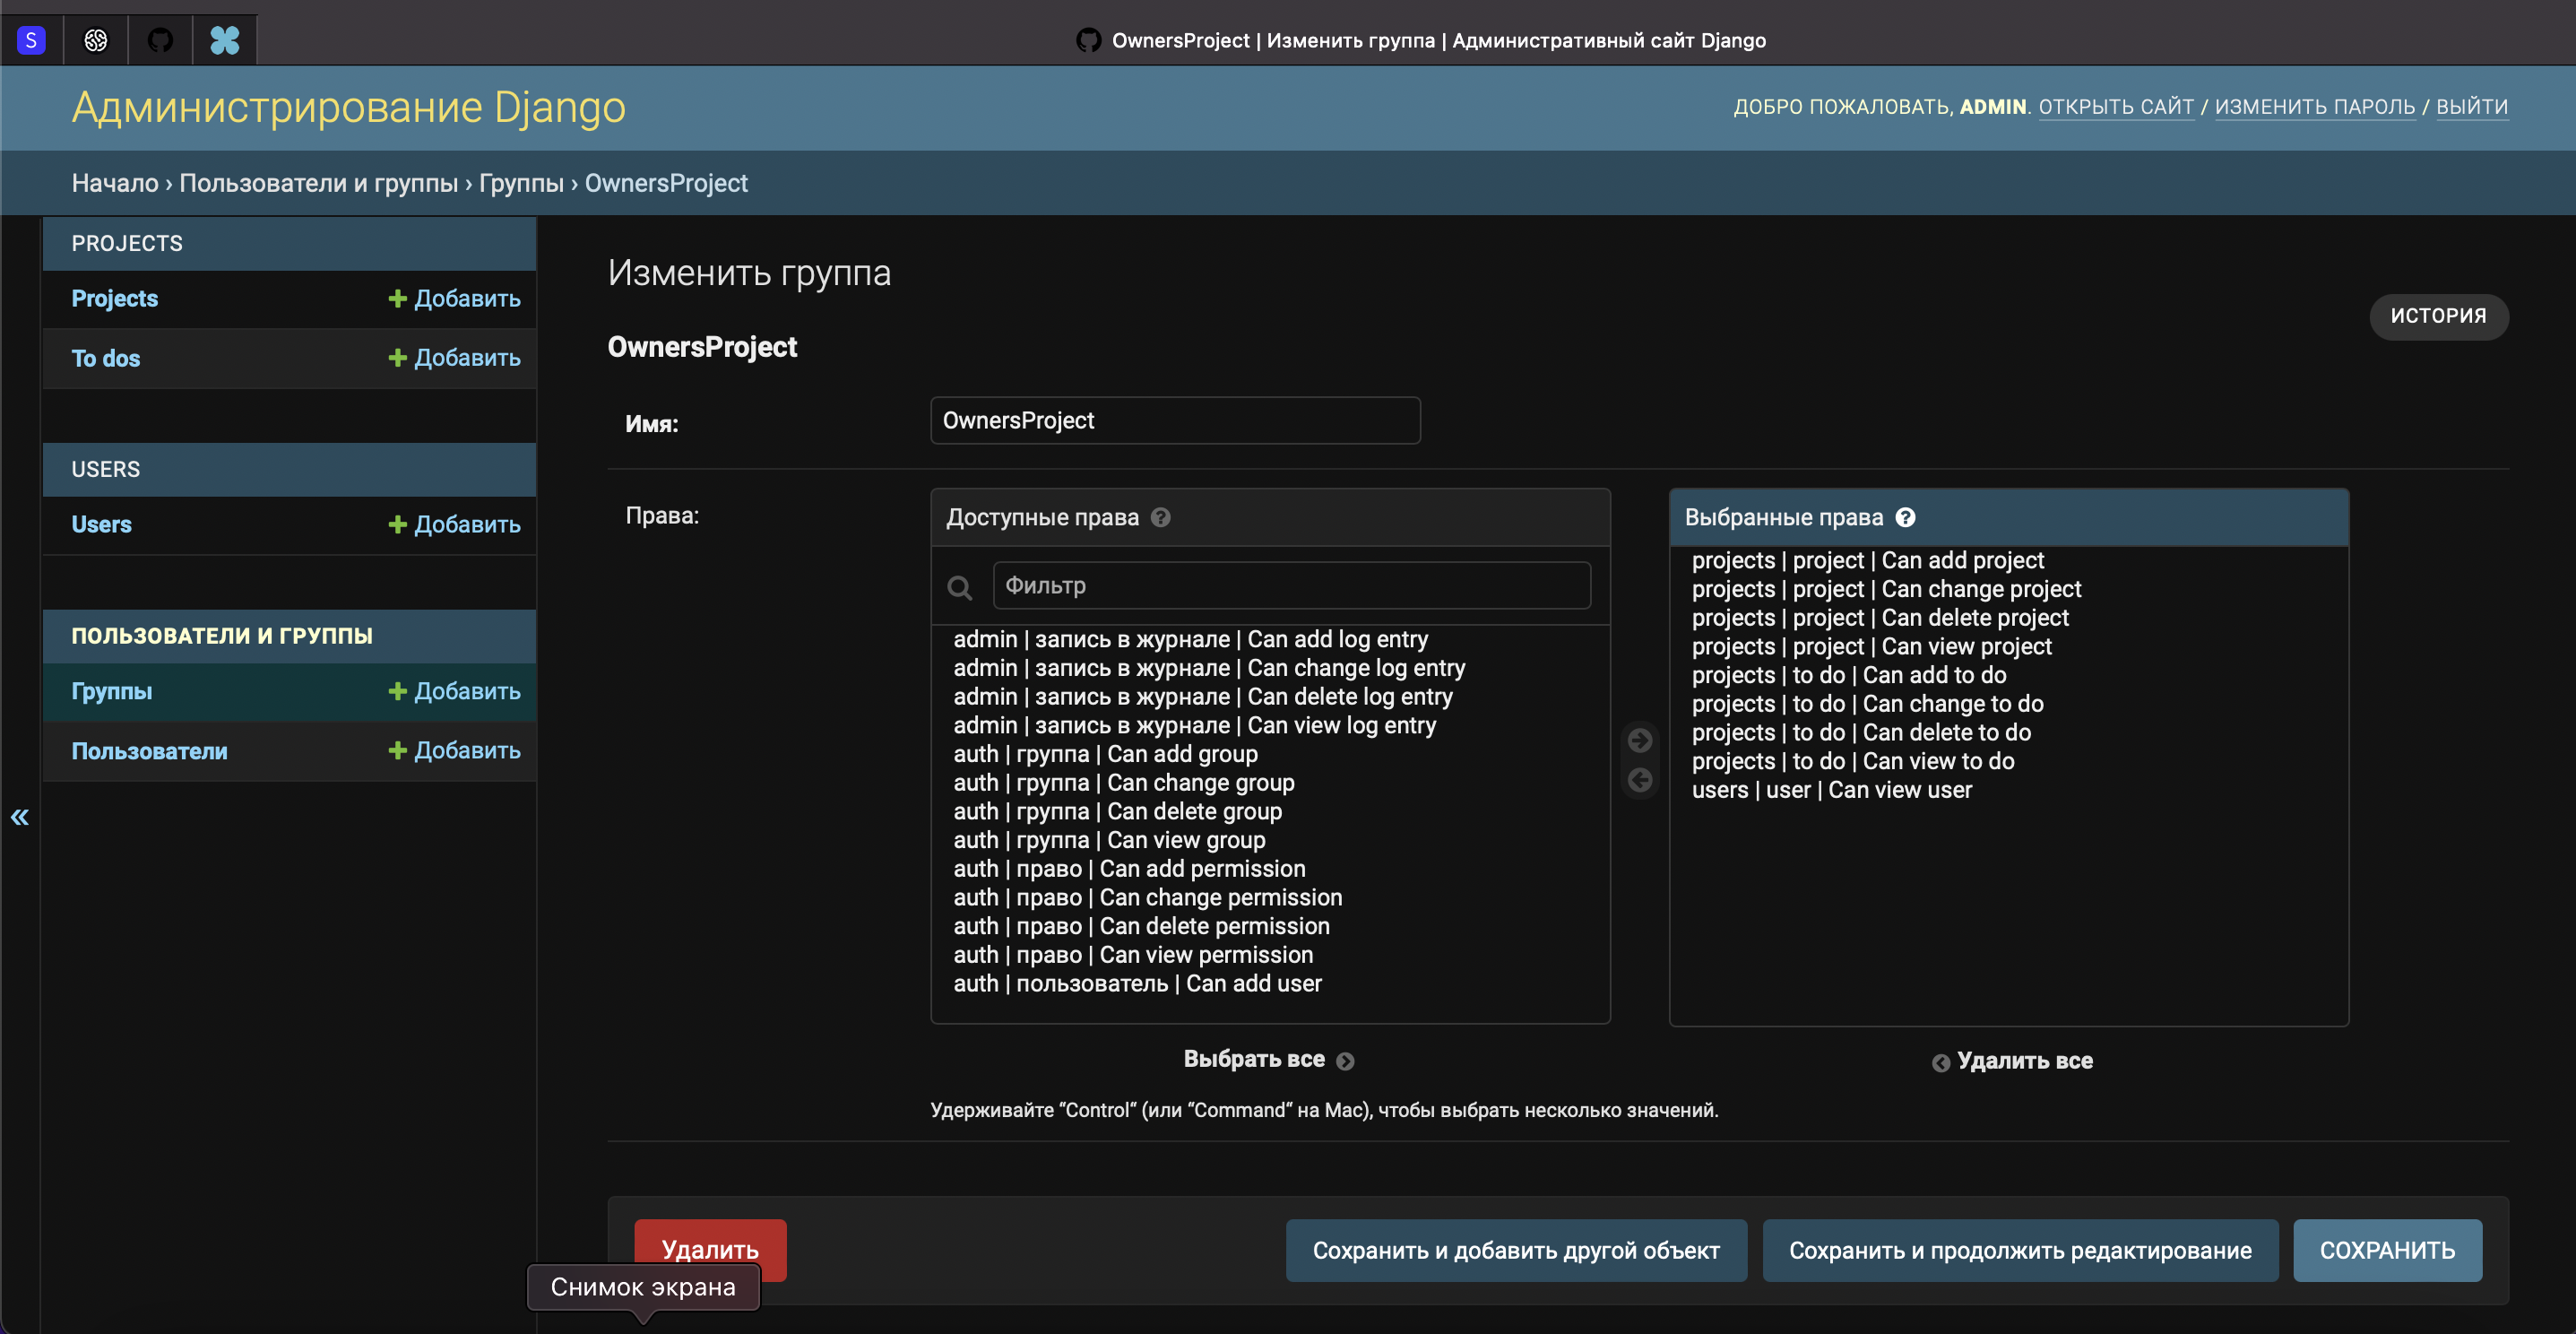 S
OwnersProject | Изменить группа | Административный сайт Django
Администрирование Django
ДОБРО ПОЖАЛОВАТЬ, ADMIN. ОТКРЫТЬ САЙТ / ИЗМЕНИТЬ ПАРОЛЬ / ВЫЙТИ
Начало › Пользователи и группы › Группы › OwnersProject
PROJECTS
Projects Добавить
To dos Добавить
USERS
Users Добавить
ПОЛЬЗОВАТЕЛИ И ГРУППЫ
Группы Добавить
Пользователи Добавить
«
Изменить группа
ИСТОРИЯ
OwnersProject
Имя: OwnersProject
Права:
Доступные права ?
Фильтр
admin | запись в журнале | Can add log entry
admin | запись в журнале | Can change log entry
admin | запись в журнале | Can delete log entry
admin | запись в журнале | Can view log entry
auth | группа | Can add group
auth | группа | Can change group
auth | группа | Can delete group
auth | группа | Can view group
auth | право | Can add permission
auth | право | Can change permission
auth | право | Can delete permission
auth | право | Can view permission
auth | пользователь | Can add user
Выбрать все
Выбранные права ?
projects | project | Can add project
projects | project | Can change project
projects | project | Can delete project
projects | project | Can view project
projects | to do | Can add to do
projects | to do | Can change to do
projects | to do | Can delete to do
projects | to do | Can view to do
users | user | Can view user
Удалить все
Удерживайте “Control“ (или “Command“ на Mac), чтобы выбрать несколько значений.
Удалить
Сохранить и добавить другой объект
Сохранить и продолжить редактирование
СОХРАНИТЬ
Снимок экрана